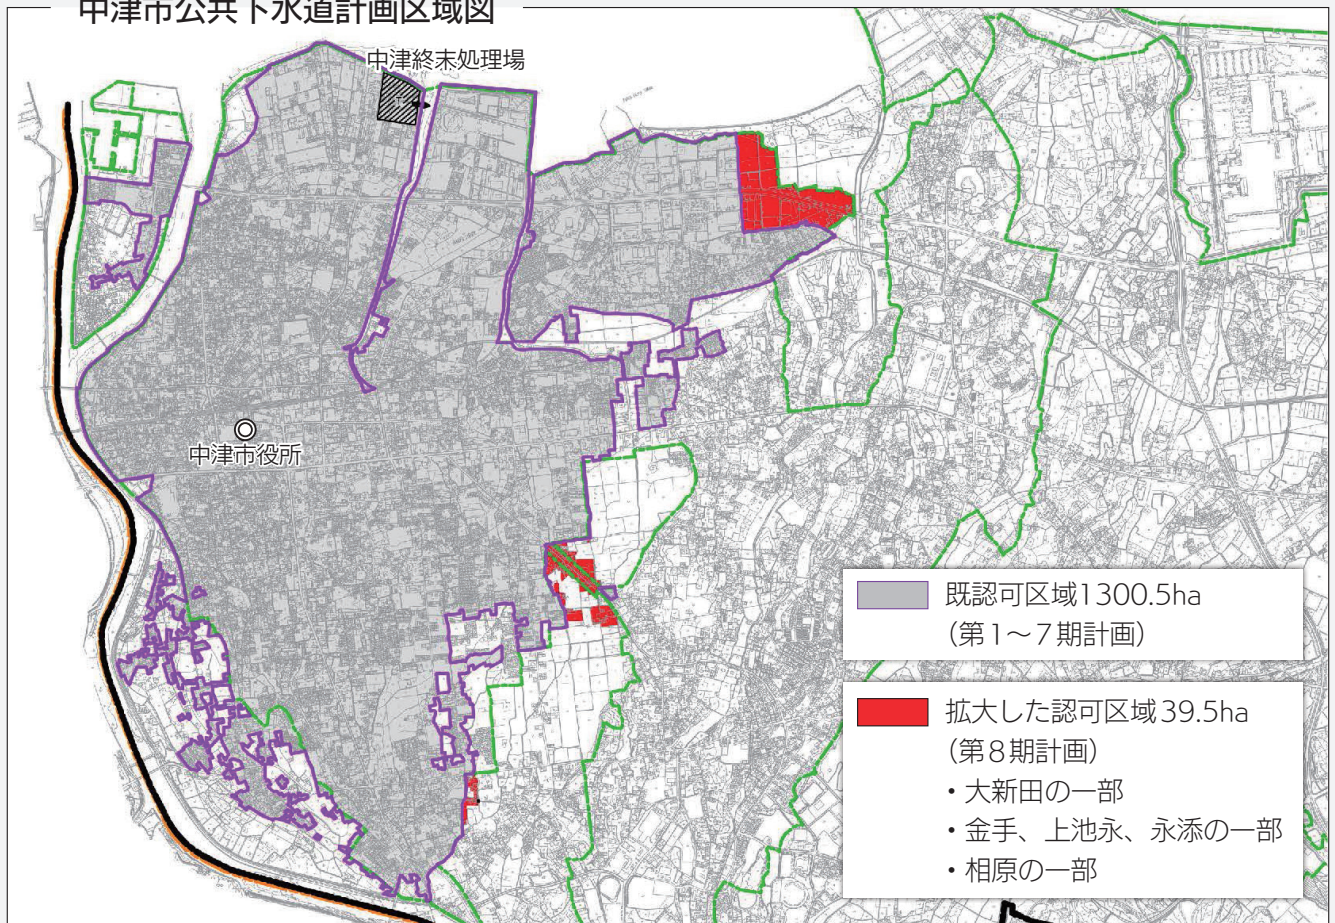 中津市公共下水道計画区域図
中津終末処理場
中津市役所
既認可区域1300.5ha
(第1～7期計画)
拡大した認可区域39.5ha
(第8期計画)
・大新田の一部
・金手、上池永、永添の一部
・相原の一部